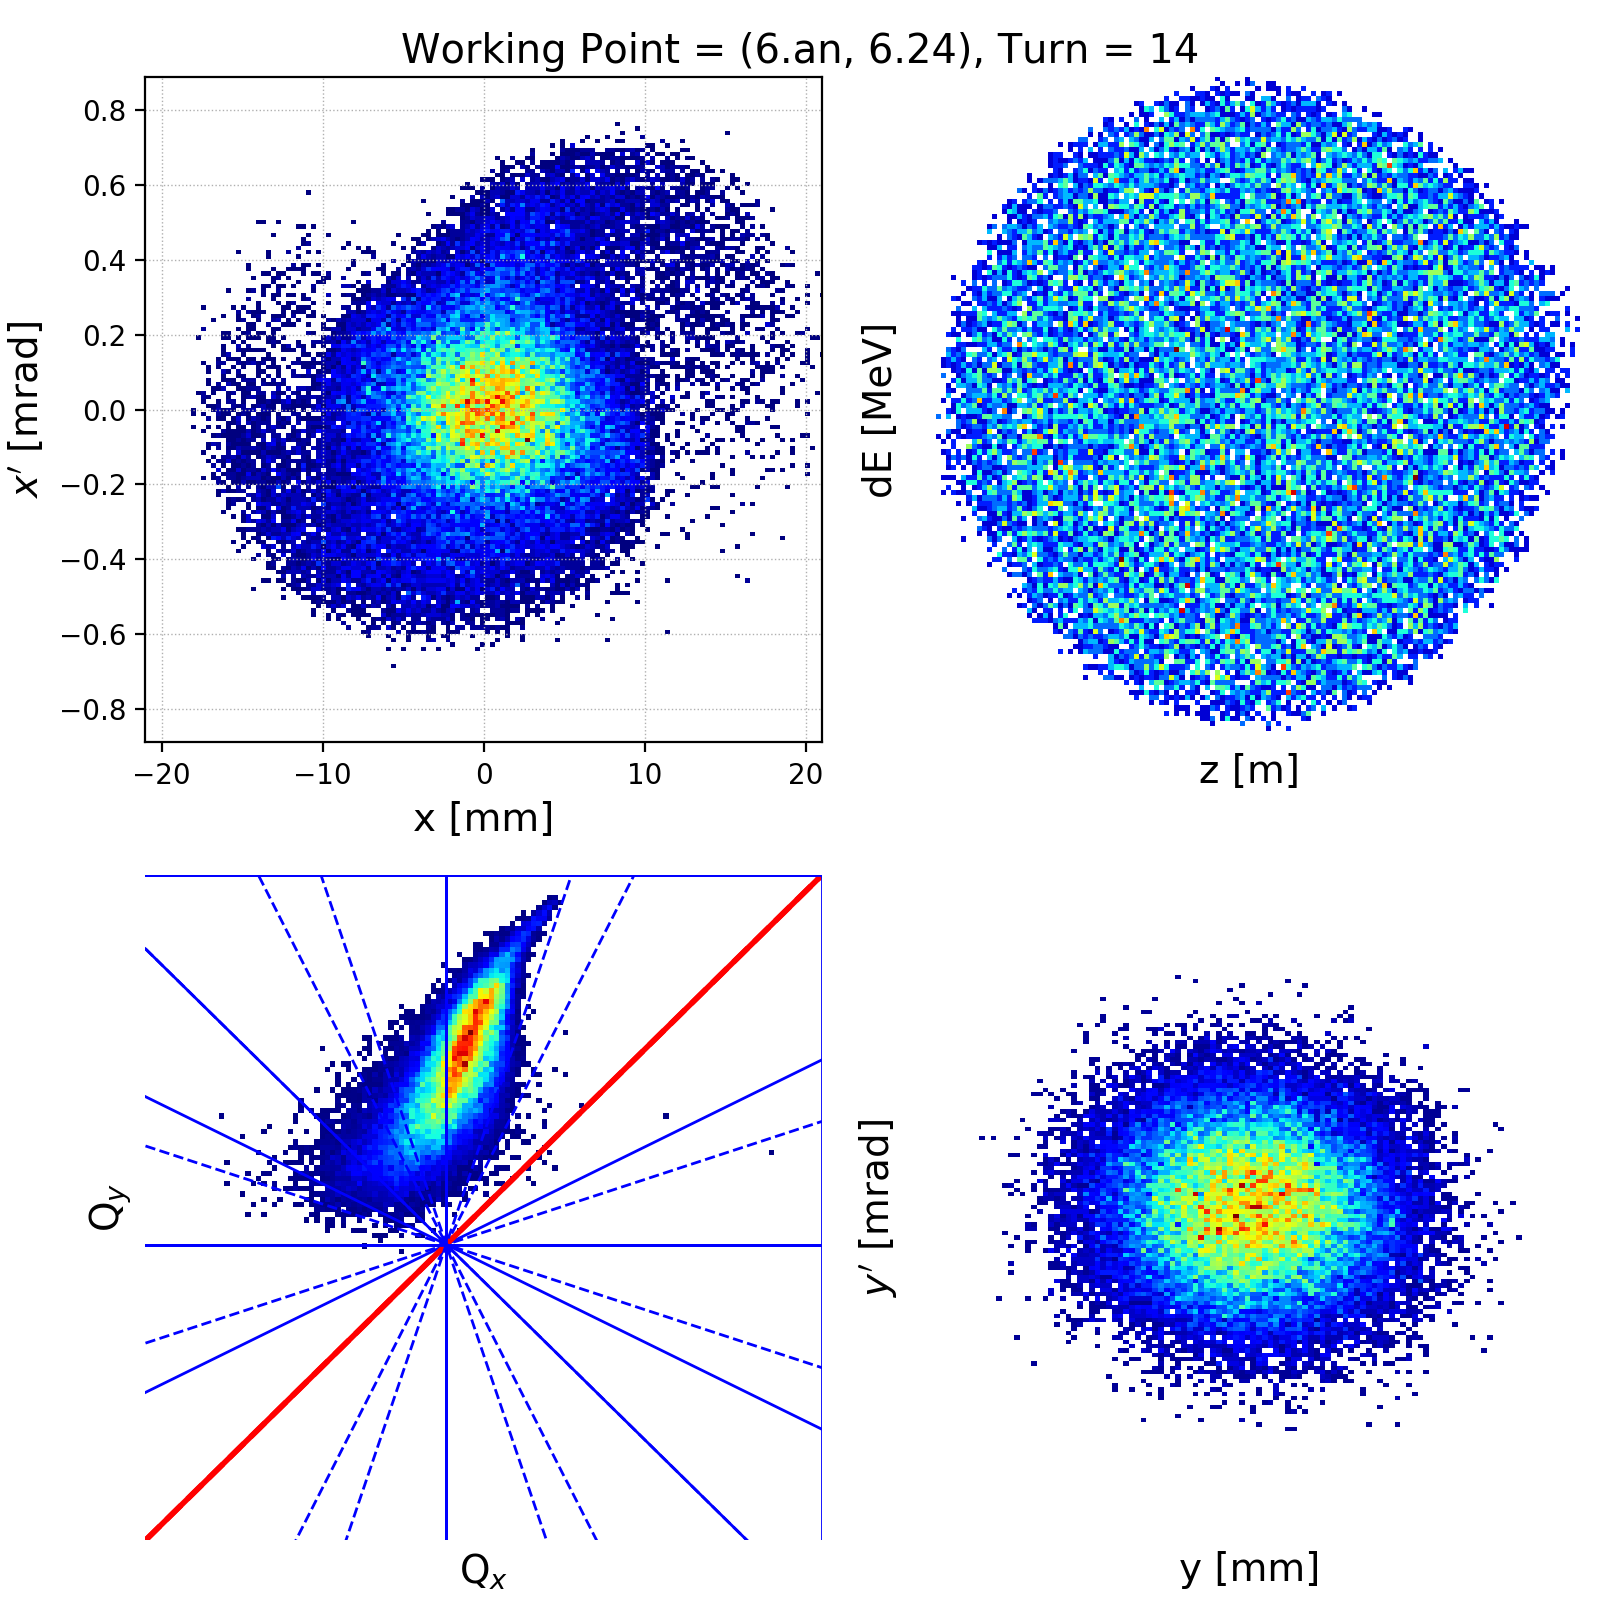 Working Point = (6.an, 6.24), Turn = 14
0.8
0.6
0.4
0.2
0.0
−0.2
−0.4
−0.6
−0.8
x′ [mrad]
−20 −10 0 10 20
x [mm]
dE [MeV]
z [m]
Qy
Qx
y′ [mrad]
y [mm]